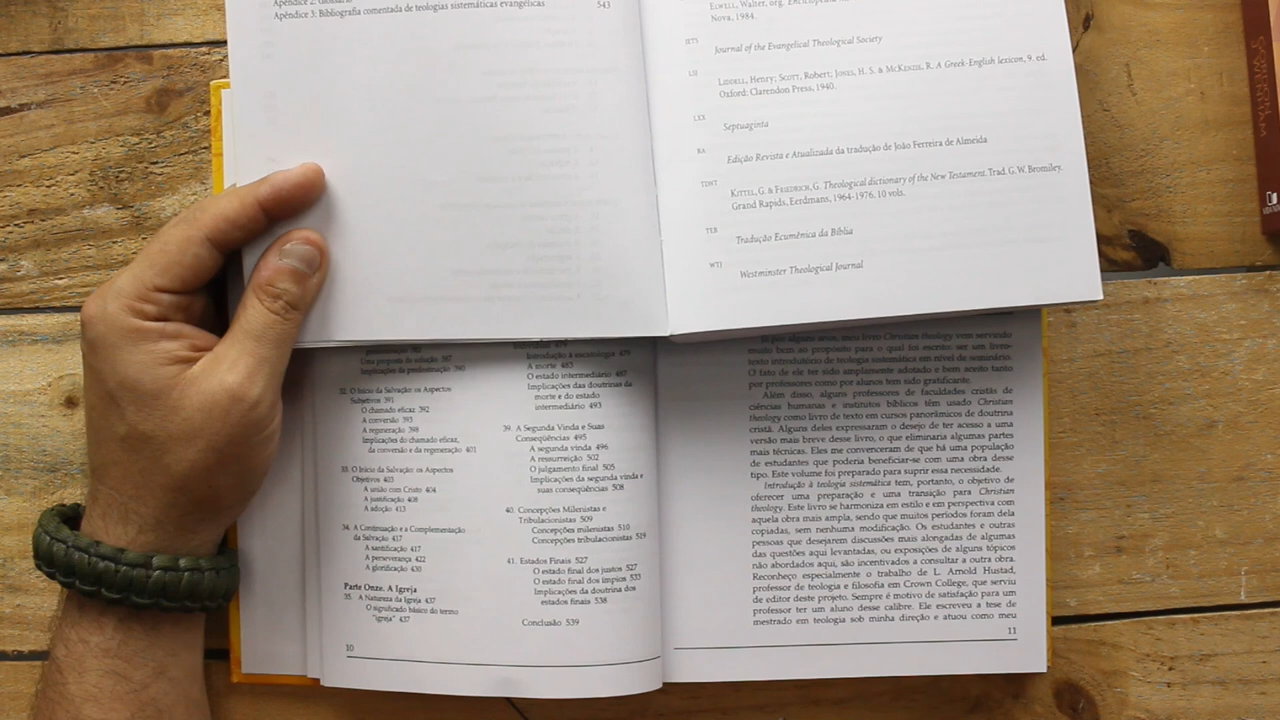 Apêndice 2: Glossário
Apêndice 3: Bibliografia comentada de teologias sistemáticas evangélicas 543
ELWELL, Walter, org.
Nova, 1984.
JETS
Journal of the Evangelical Theological Society
LSJ
LIDDELL, Henry; SCOTT, Robert; JONES, H. S. & McKENZIE, R. A Greek-English lexicon, 9. ed.
Oxford: Clarendon Press, 1940.
LXX
Septuaginta
RA
Edição Revista e Atualizada da tradução de João Ferreira de Almeida
TDNT
KITTEL, G. & FRIEDRICH, G. Theological dictionary of the New Testament. Trad. G. W. Bromiley.
Grand Rapids, Eerdmans, 1964-1976. 10 vols.
TEB
Tradução Ecumênica da Bíblia
WTJ
Westminster Theological Journal
Uma proposta de solução 387
Implicações da predestinação 390
32. O Início da Salvação: os Aspectos
Subjetivos 391
O chamado eficaz 392
A conversão 395
A regeneração 398
Implicações do chamado eficaz,
da conversão e da regeneração 401
33. O Início da Salvação: os Aspectos
Objetivos 403
A união com Cristo 404
A justificação 408
A adoção 413
34. A Continuação e a Complementação
da Salvação 417
A santificação 417
A perseverança 422
A glorificação 430
Parte Onze. A Igreja
35. A Natureza da Igreja 437
O significado básico do termo
"igreja" 437
Introdução à escatologia 479
A morte 483
O estado intermediário 487
Implicações das doutrinas da
morte e do estado
intermediário 493
39. A Segunda Vinda e Suas
Conseqüências 495
A segunda vinda 496
A ressurreição 502
O julgamento final 505
Implicações da segunda vinda e
suas conseqüências 508
40. Concepções Milenistas e
Tribulacionistas 509
Concepções milenistas 510
Concepções tribulacionistas 519
41. Estados Finais 527
O estado final dos justos 527
O estado final dos ímpios 533
Implicações da doutrina dos
estados finais 538
Conclusão 539
10
Já por alguns anos, meu livro Christian theology vem servindo
muito bem ao propósito para o qual foi escrito: ser um livro-
texto introdutório de teologia sistemática em nível de seminário.
O fato de ele ter sido amplamente adotado e bem aceito tanto
por professores como por alunos tem sido gratificante.
Além disso, alguns professores de faculdades cristãs de
ciências humanas e institutos bíblicos têm usado Christian
theology como livro de texto em cursos panorâmicos de doutrina
cristã. Alguns deles expressaram o desejo de ter acesso a uma
versão mais breve desse livro, o que eliminaria algumas partes
mais técnicas. Eles me convenceram de que há uma população
de estudantes que poderia beneficiar-se com uma obra desse
tipo. Este volume foi preparado para suprir essa necessidade.
Introdução à teologia sistemática tem, portanto, o objetivo de
oferecer uma preparação e uma transição para Christian
theology. Este livro se harmoniza em estilo e em perspectiva com
aquela obra mais ampla, sendo que muitos períodos foram dela
copiadas, sem nenhuma modificação. Os estudantes e outras
pessoas que desejarem discussões mais alongadas de algumas
das questões aqui levantadas, ou exposições de alguns tópicos
não abordados aqui, são incentivados a consultar a outra obra.
Reconheço especialmente o trabalho de L. Arnold Hustad,
professor de teologia e filosofia em Crown College, que serviu
de editor deste projeto. Sempre é motivo de satisfação para um
professor ter um aluno desse calibre. Ele escreveu a tese de
mestrado em teologia sob minha direção e atuou como meu
11